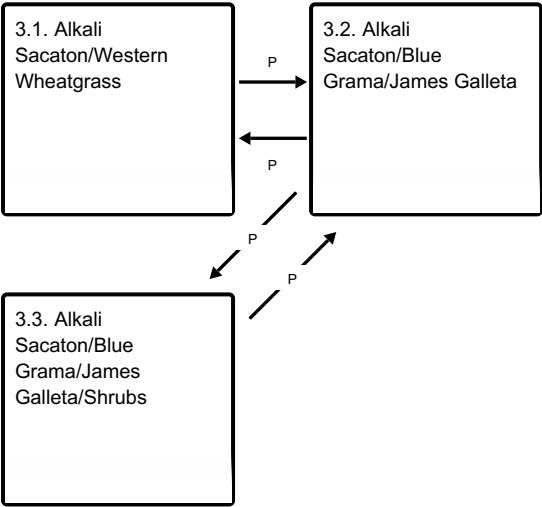 3.1. Alkali
Sacaton/Western
Wheatgrass
P
P
3.2. Alkali
Sacaton/Blue
Grama/James Galleta
P
P
3.3. Alkali
Sacaton/Blue
Grama/James
Galleta/Shrubs